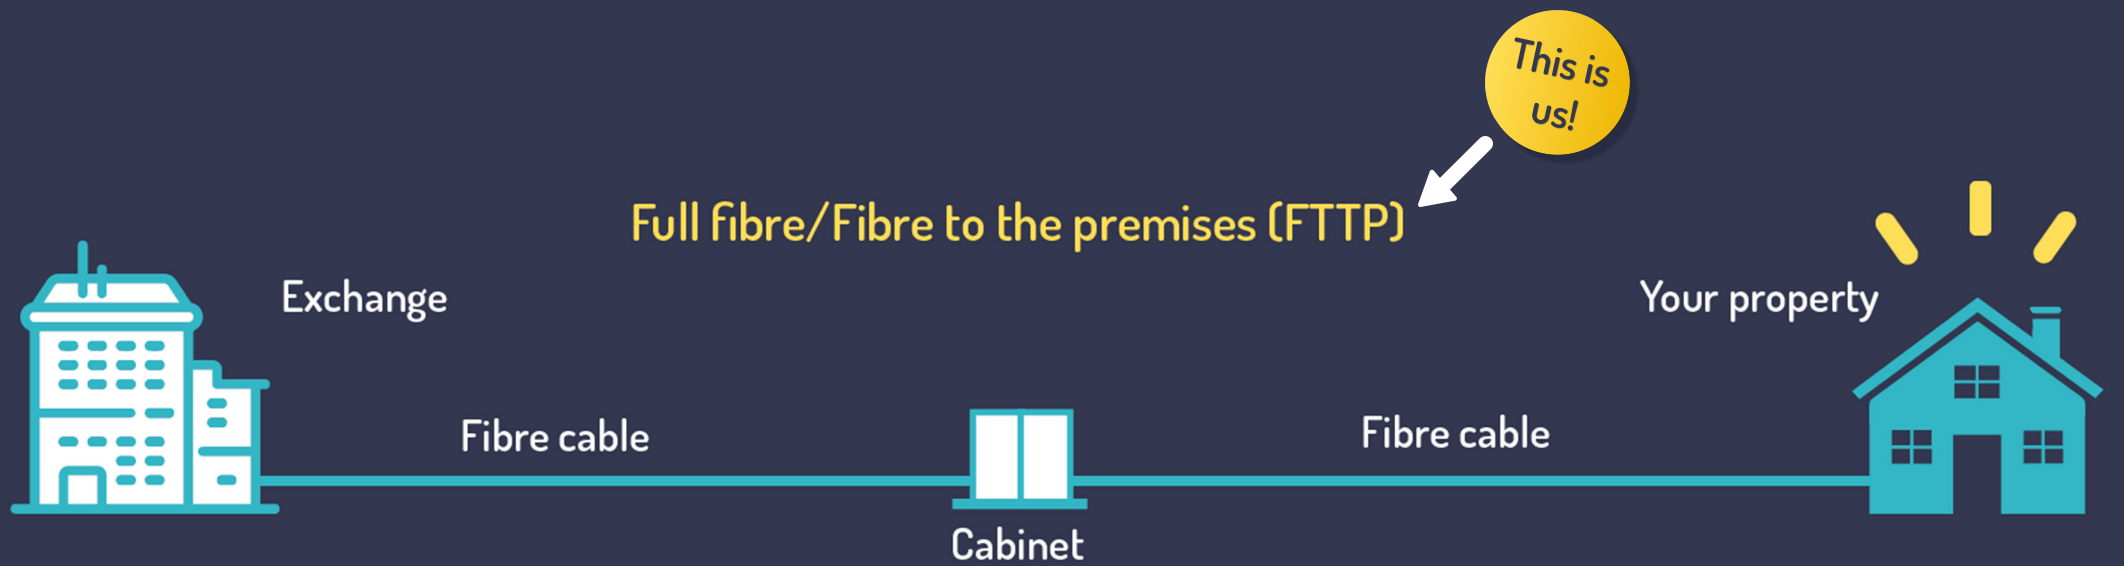 This is
us!
Full fibre/Fibre to the premises (FTTP)
Exchange
Your property
Fibre cable
Fibre cable
Cabinet